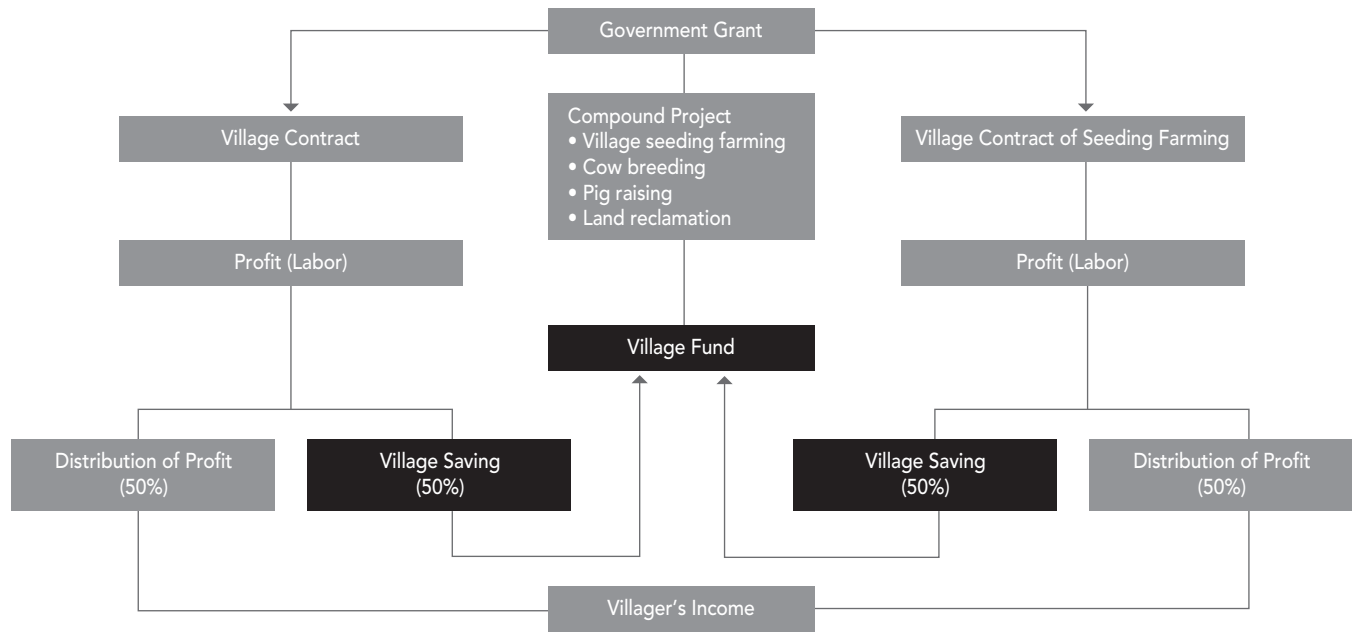 Government Grant
Village Contract
Compound Project
• Village seeding farming
• Cow breeding
• Pig raising
• Land reclamation
Village Contract of Seeding Farming
Profit (Labor)
Profit (Labor)
Village Fund
Distribution of Profit
(50%)
Village Saving
(50%)
Village Saving
(50%)
Distribution of Profit
(50%)
Villager's Income